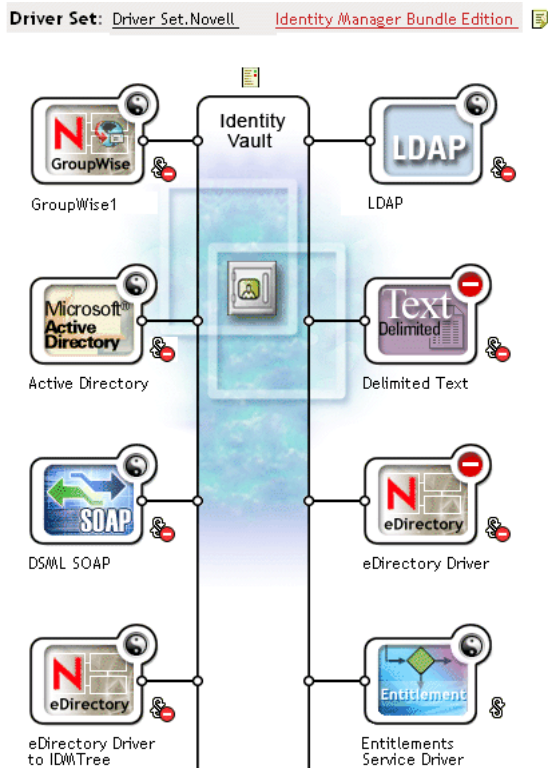 Driver Set: Driver Set.Novell Identity Manager Bundle Edition
Identity
Vault
N
GroupWise
GroupWise1
LDAP
LDAP
Microsoft®
Active
Directory
Active Directory
Text
Delimited
Delimited Text
SOAP
DSML SOAP
N
eDirectory
eDirectory Driver
N
eDirectory
eDirectory Driver
to IDMTree
Entitlement
Entitlements
Service Driver